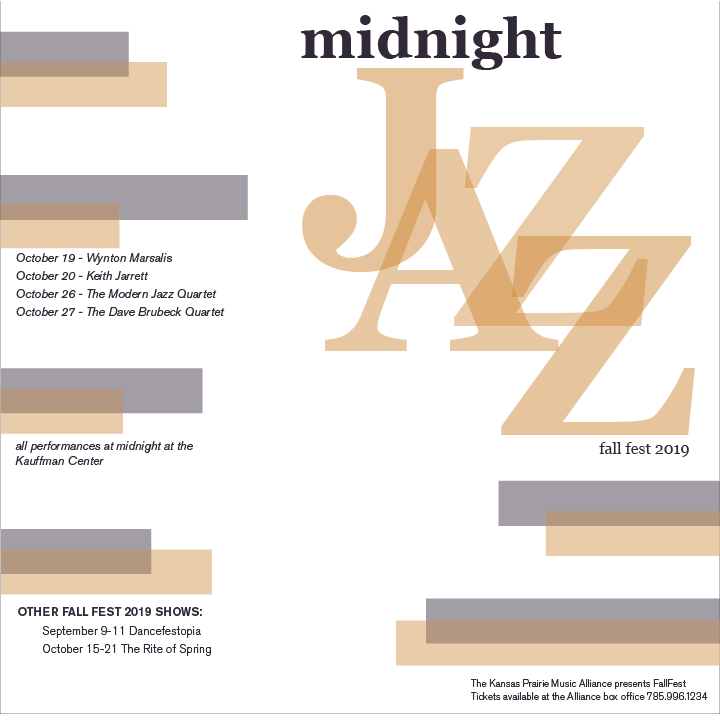 midnight
JAZZ
fall fest 2019
October 19 - Wynton Marsalis
October 20 - Keith Jarrett
October 26 - The Modern Jazz Quartet
October 27 - The Dave Brubeck Quartet
all performances at midnight at the
Kauffman Center
OTHER FALL FEST 2019 SHOWS:
September 9-11 Dancefestopia
October 15-21 The Rite of Spring
The Kansas Prairie Music Alliance presents FallFest
Tickets available at the Alliance box office 785.996.1234